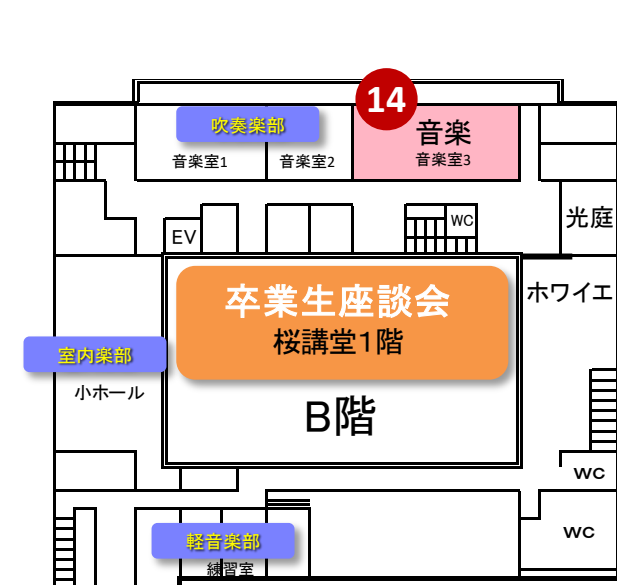 14
吹奏楽部
音楽
音楽室1
音楽室2
音楽室3
WC
光庭
EV
卒業生座談会
桜講堂1階
ホワイエ
室内楽部
小ホール
B階
WC
WC
軽音楽部
練習室